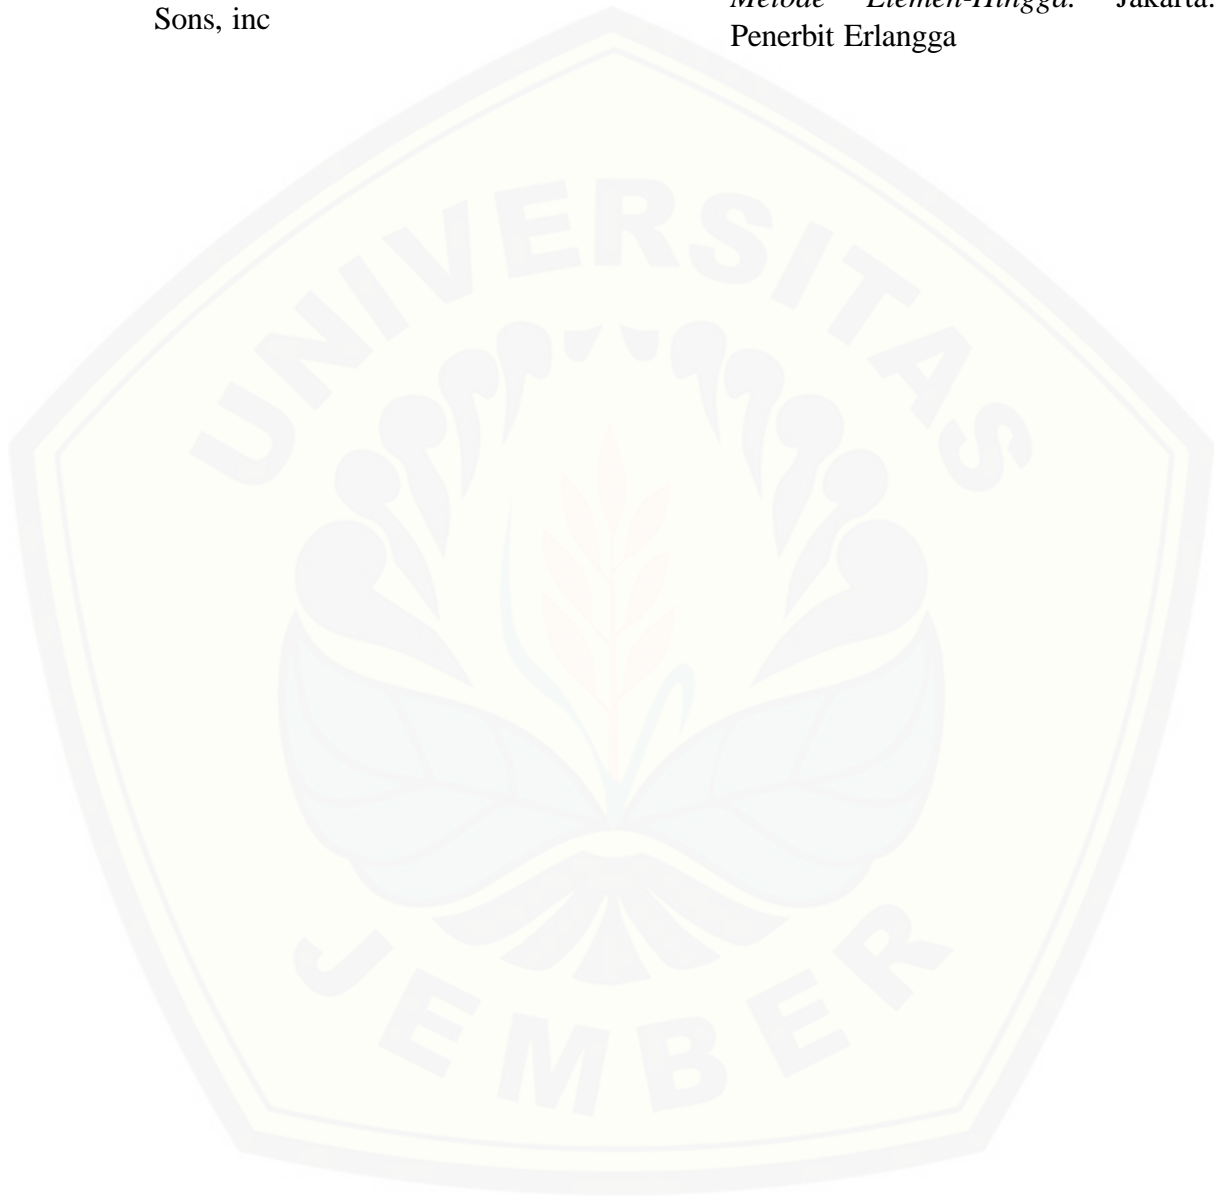 Sons, inc
Metode Elemen-Hingga. Jakarta:
Penerbit Erlangga
UNIVERSITAS
JEMBER